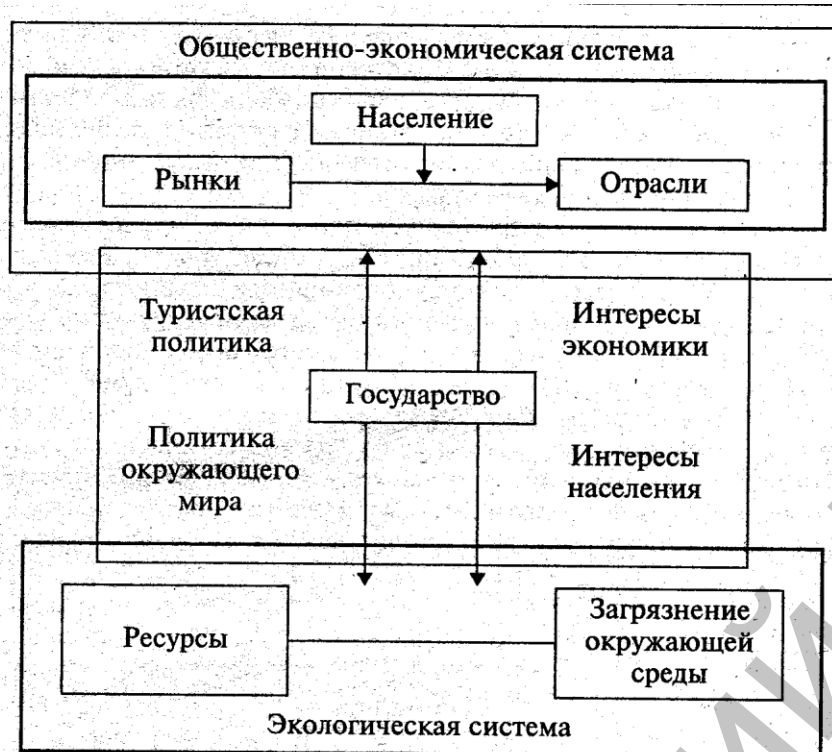 Общественно-экономическая система
Население
Рынки
Отрасли
Туристская
политика
Интересы
экономики
Государство
Политика
окружающего
мира
Интересы
населения
Ресурсы
Загрязнение
окружающей
среды
Экологическая система